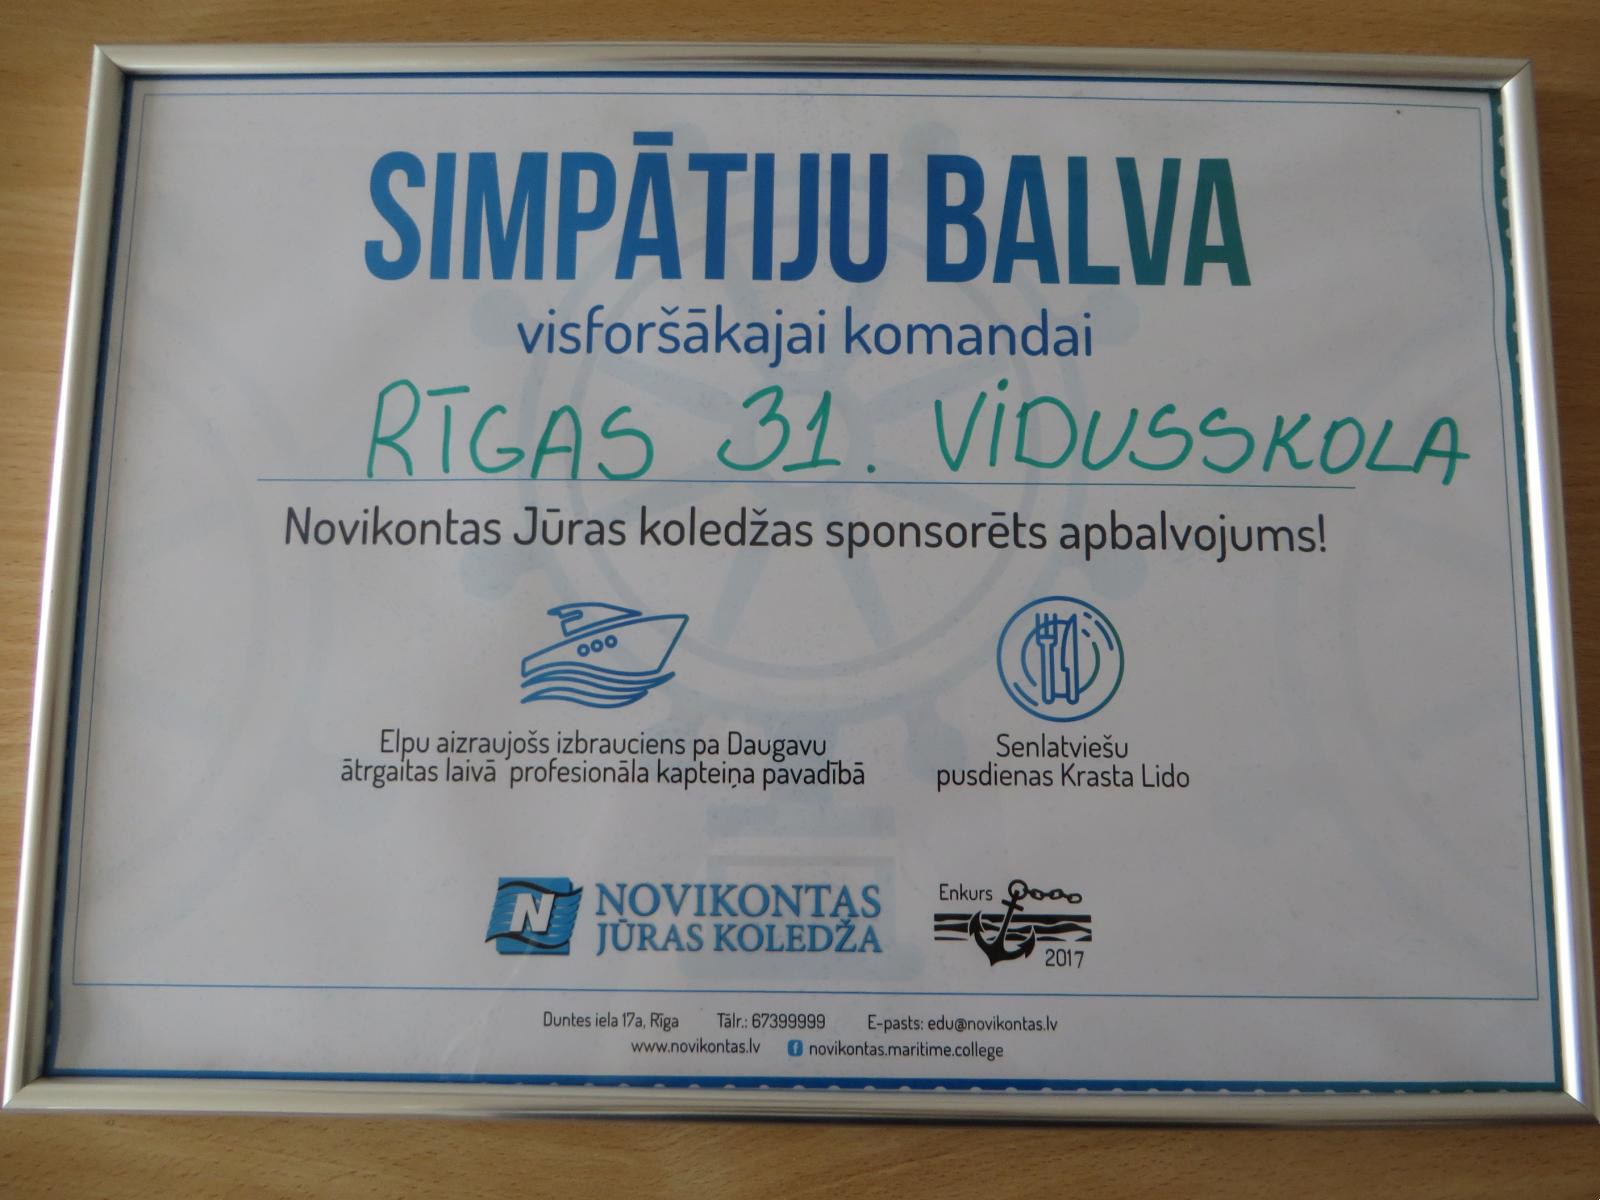 SIMPĀTIJU BALVA
visforšākajai komandai
RĪGAS 31. VIDUSSKOLA
Novikontas Jūras koledžas sponsorēts apbalvojums!
Elpu aizraujošs izbrauciens pa Daugavu
ātrgaitas laivā profesionāla kapteiņa pavadībā
Senlatviešu
pusdienas Krasta Lido
N NOVIKONTAS
JŪRAS KOLEDŽA
Enkurs
2017
Duntes iela 17a, Rīga Tālr.: 67399999 E-pasts: edu@novikontas.lv
www.novikontas.lv f novikontas.maritime.college